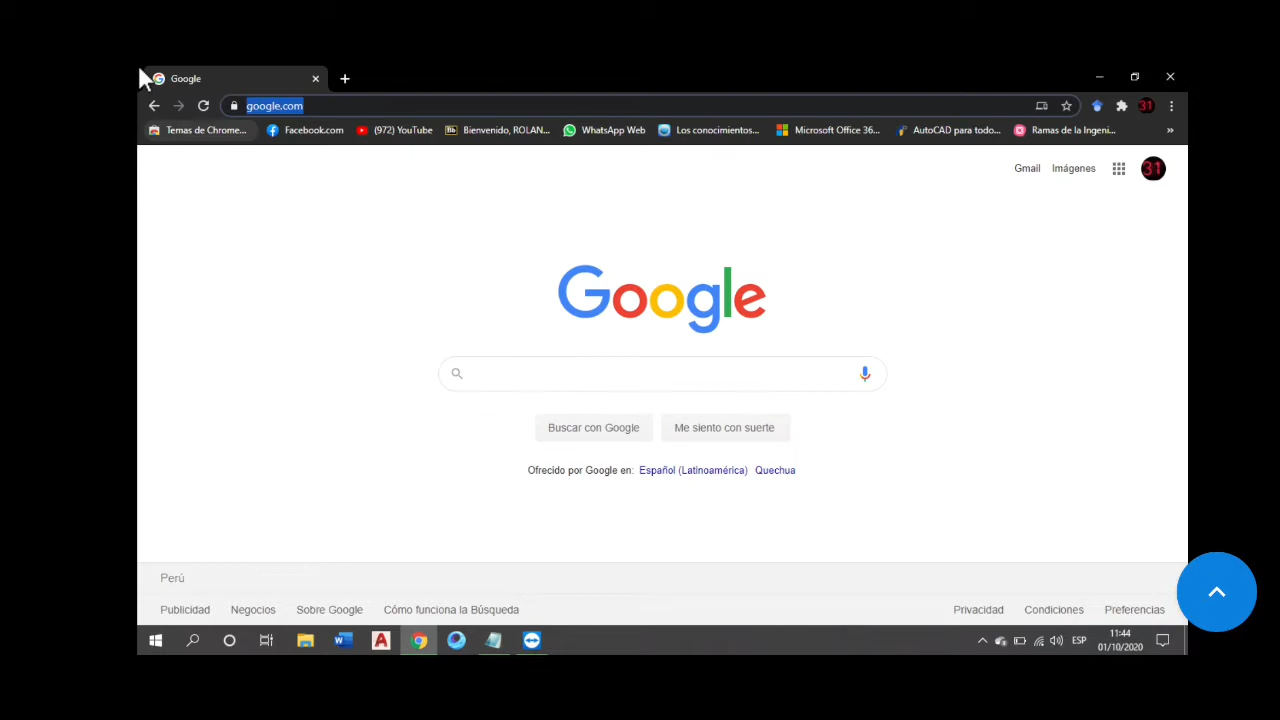 Google
google.com
Temas de Chrome...
Facebook.com
(972) YouTube
Bb
Bienvenido, ROLAN...
WhatsApp Web
Los conocimientos...
Microsoft Office 36...
AutoCAD para todo...
Ramas de la Ingeni...
»
Gmail
Imágenes
31
Google
Buscar con Google
Me siento con suerte
Ofrecido por Google en: Español (Latinoamérica) Quechua
Perú
Publicidad
Negocios
Sobre Google
Cómo funciona la Búsqueda
Privacidad
Condiciones
Preferencias
W
A
ESP
11:44
01/10/2020